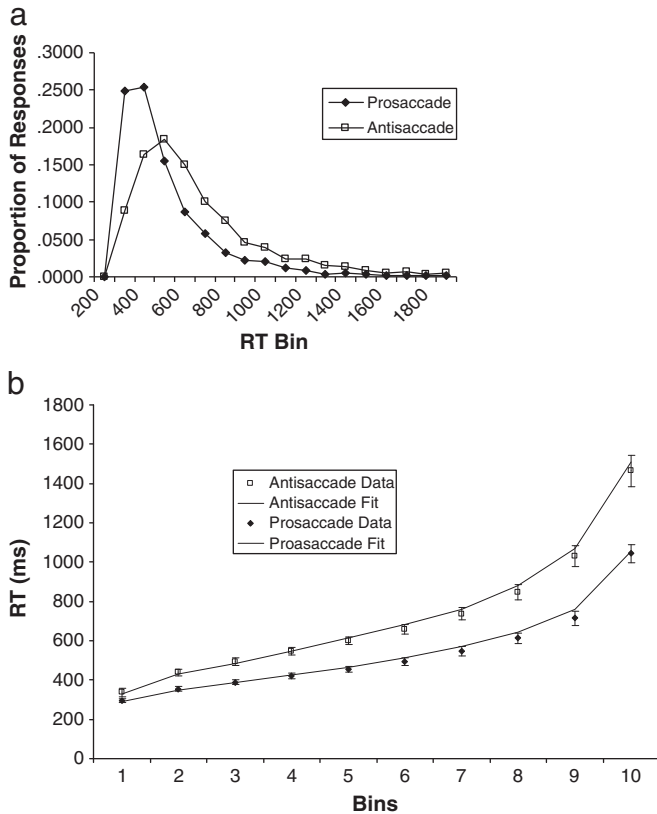 a
Proportion of Responses
.3000
.2500
.2000
.1500
.1000
.0500
.0000
Prosaccade
Antisaccade
200
400
600
800
1000
1200
1400
1600
1800
RT Bin
b
RT (ms)
1800
1600
1400
1200
1000
800
600
400
200
0
Antisaccade Data
Antisaccade Fit
Prosaccade Data
Proasaccade Fit
1 2 3 4 5 6 7 8 9 10
Bins